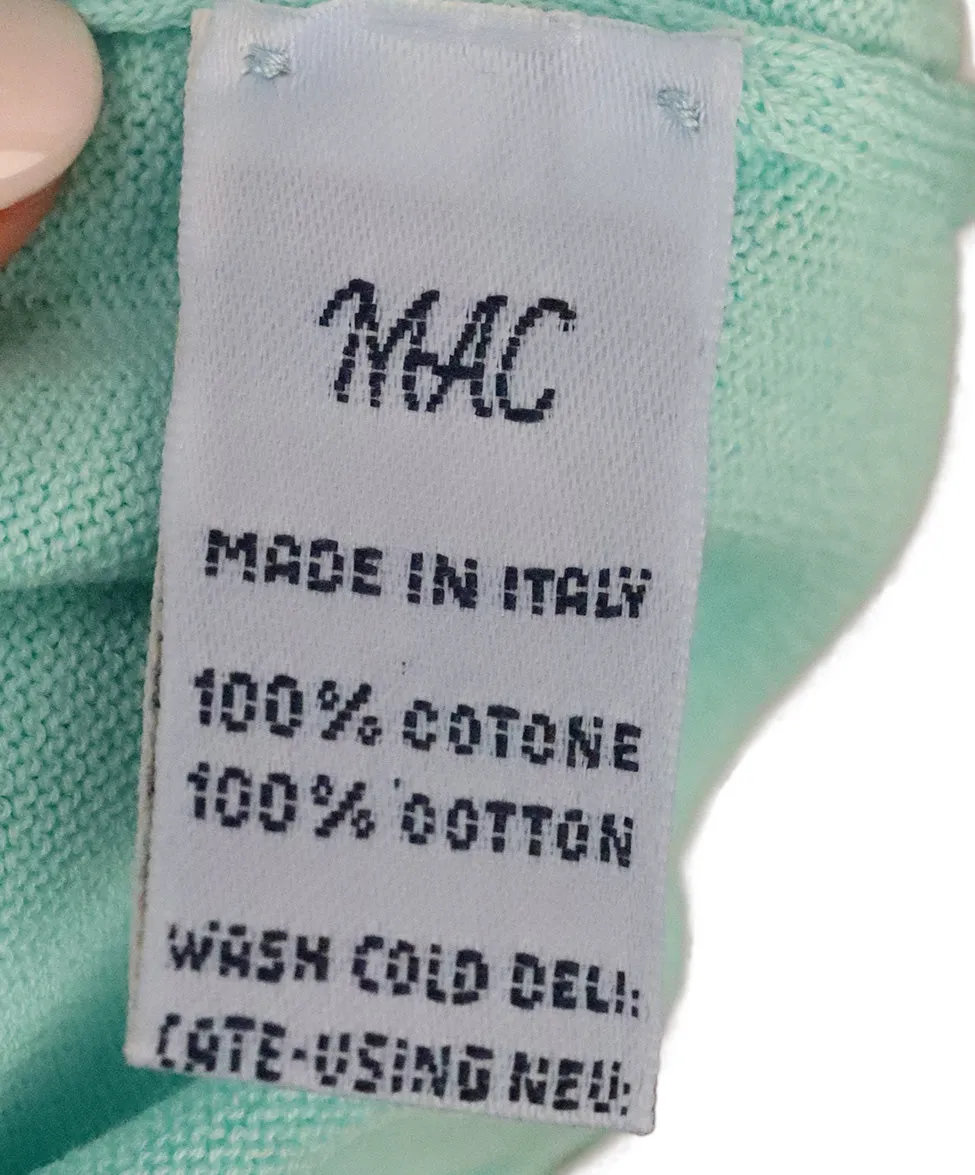 MAC
MADE IN ITALY
100% COTONE
100% COTTON
WASH COLD DELI:
CATE-USING NEU: